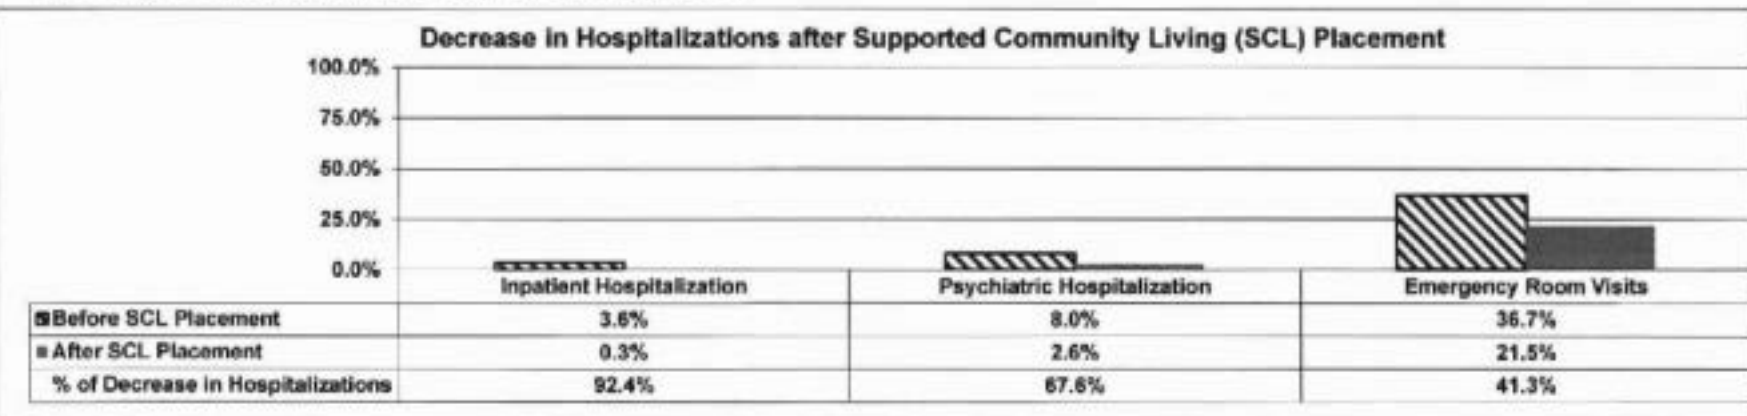 Decrease in Hospitalizations after Supported Community Living (SCL) Placement
100.0%
75.0%
50.0%
25.0%
0.0%
Inpatient Hospitalization Psychiatric Hospitalization Emergency Room Visits
Before SCL Placement 3.6% 8.0% 36.7%
After SCL Placement 0.3% 2.6% 21.5%
% of Decrease in Hospitalizations 92.4% 67.6% 41.3%